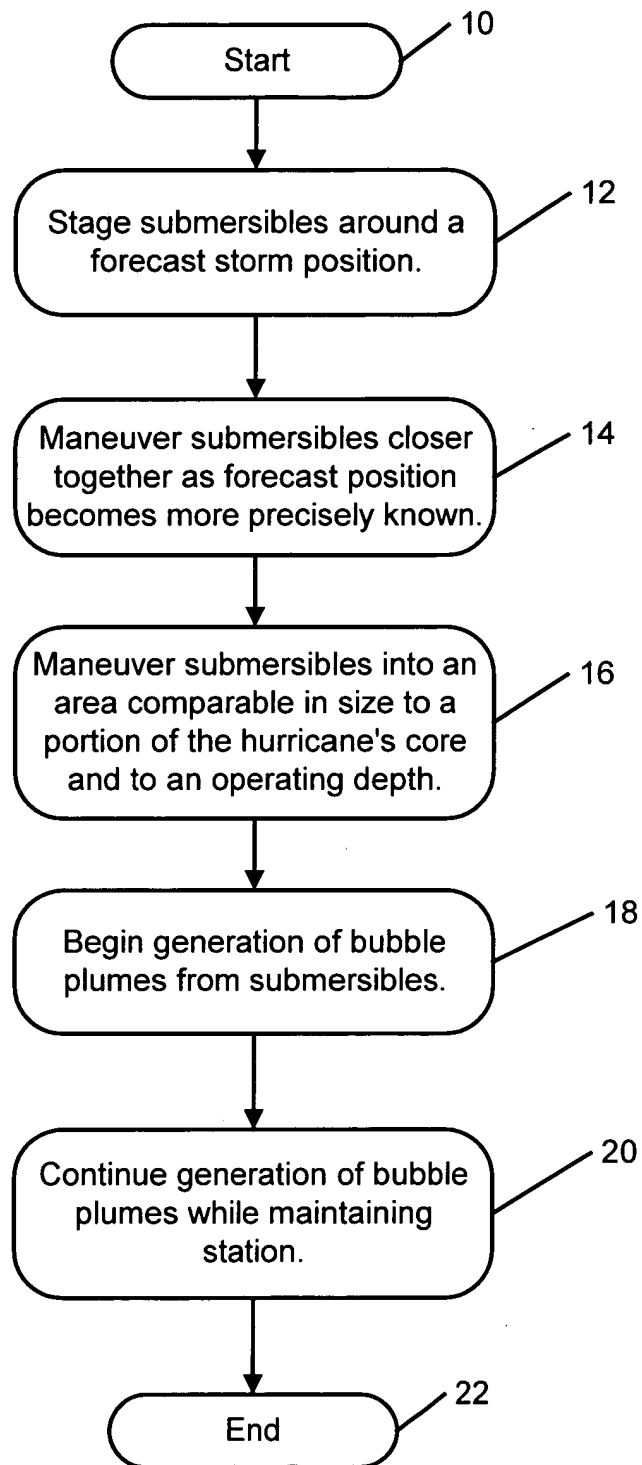 10
Start
12
Stage submersibles around a
forecast storm position.
14
Maneuver submersibles closer
together as forecast position
becomes more precisely known.
16
Maneuver submersibles into an
area comparable in size to a
portion of the hurricane's core
and to an operating depth.
18
Begin generation of bubble
plumes from submersibles.
20
Continue generation of bubble
plumes while maintaining
station.
22
End